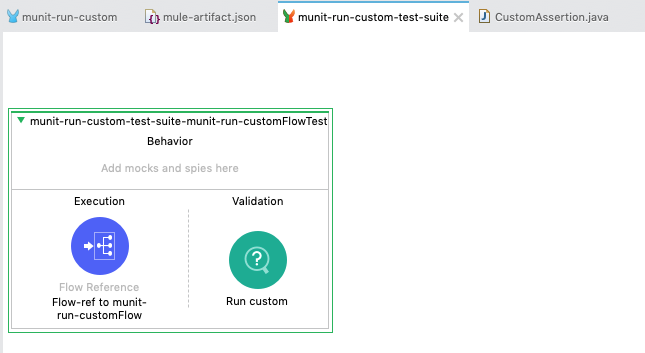 munit-run-custom
mule-artifact.json
munit-run-custom-test-suite
CustomAssertion.java
munit-run-custom-test-suite-munit-run-customFlowTest
Behavior
Add mocks and spies here
Execution
Validation
Flow Reference
Flow-ref to munit-
run-customFlow
Run custom